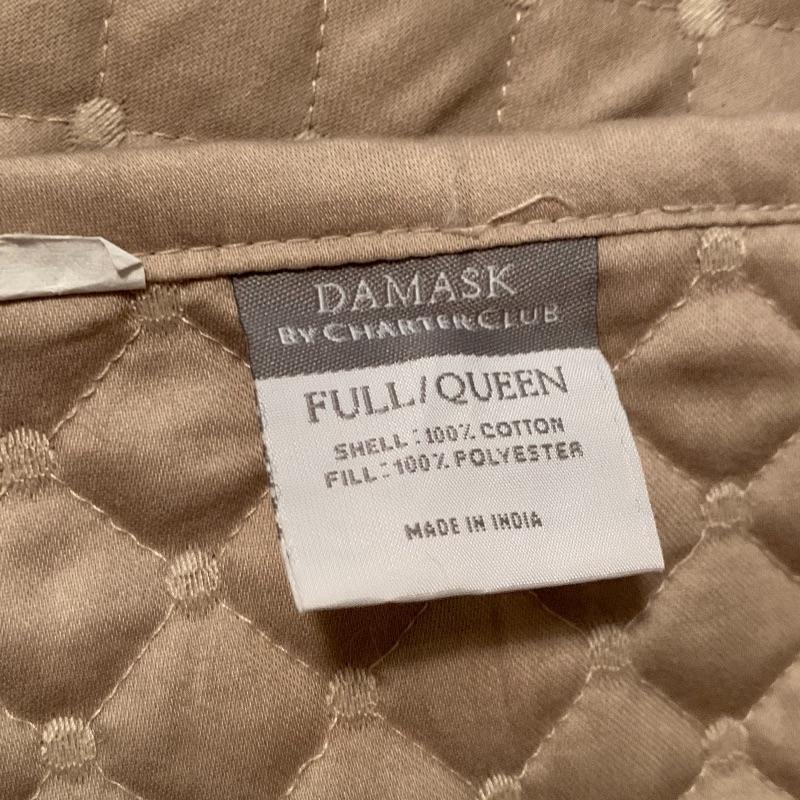 DAMASK
BY CHARTER CLUB
FULL/QUEEN
SHELL : 100% COTTON
FILL : 100% POLYESTER
MADE IN INDIA